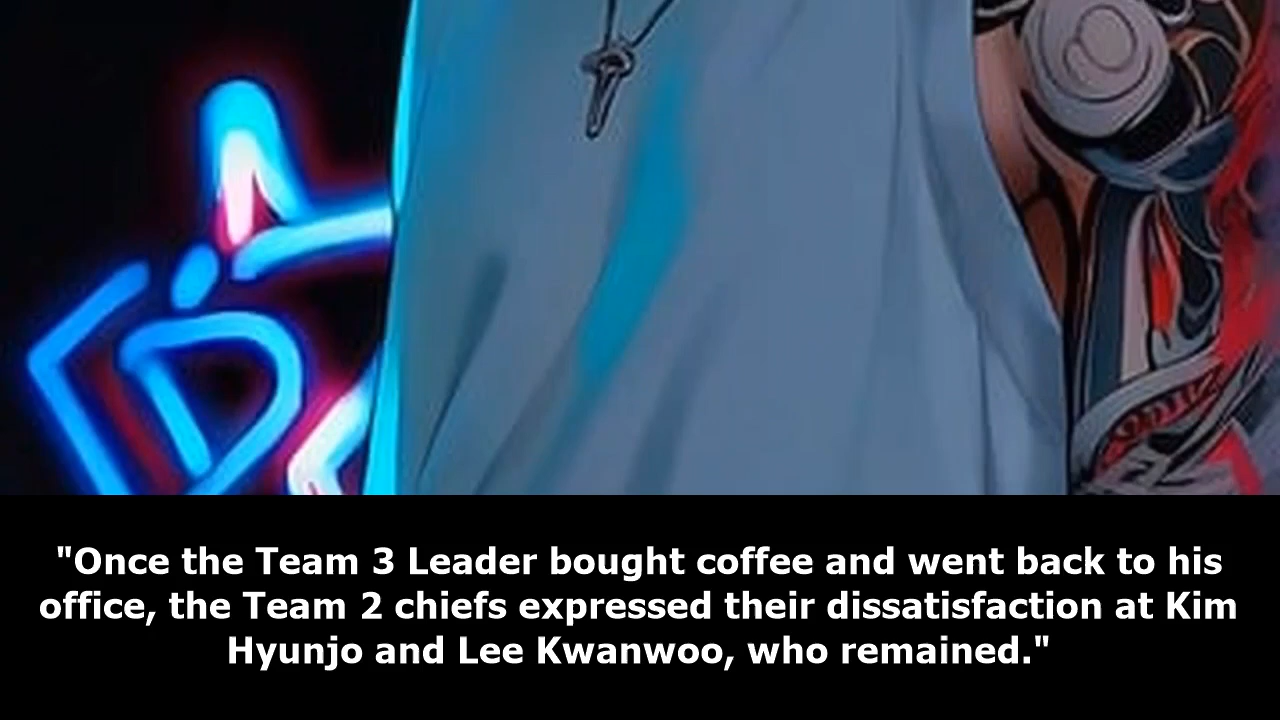 "Once the Team 3 Leader bought coffee and went back to his
office, the Team 2 chiefs expressed their dissatisfaction at Kim
Hyunjo and Lee Kwanwoo, who remained."